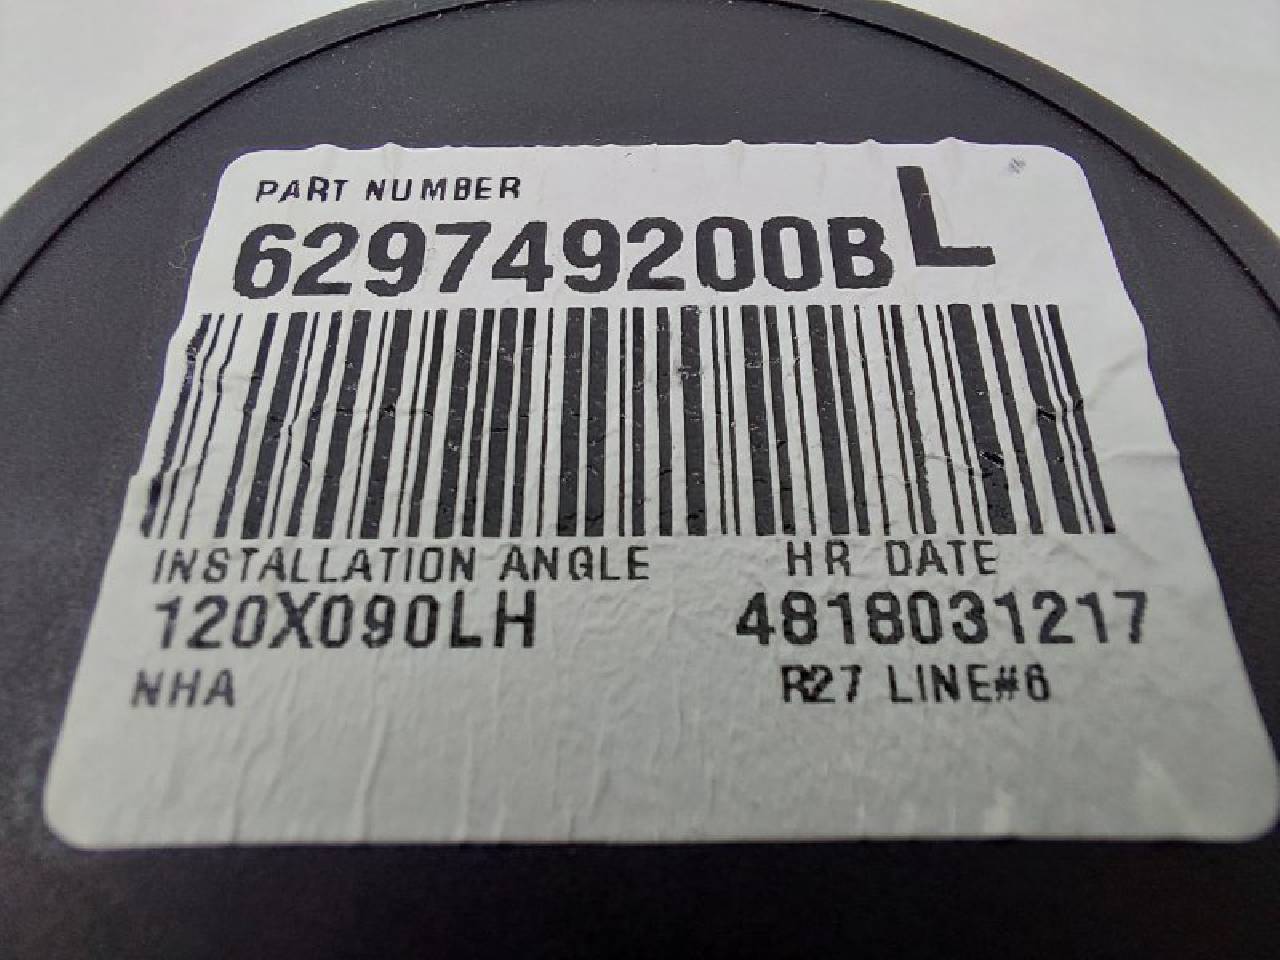 PART NUMBER
629749200B L
INSTALLATION ANGLE HR DATE
120X090LH 4818031217
NHA R27 LINE#6